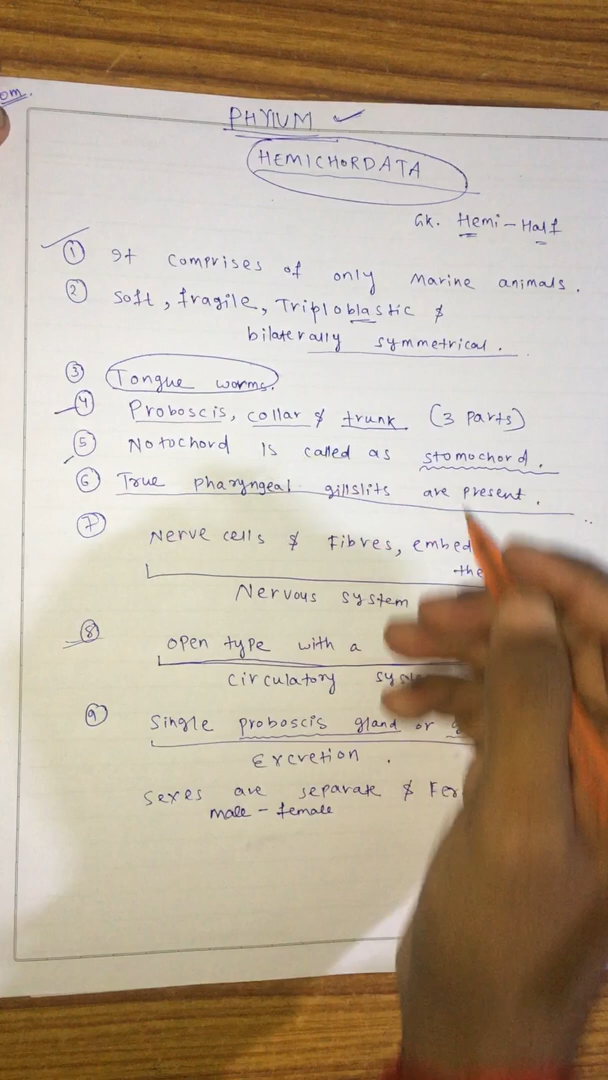 om.
PHYlUM ✓
HEMICHORDATA
Gk. Hemi - Half
① It comprises of only Marine animals.
② Soft, fragile, Triploblastic &
bilaterally symmetrical.
③ Tongue worms.
④ Proboscis, collar & trunk. (3 parts)
⑤ Notochord is called as stomochord.
⑥ True pharyngeal gillslits are present.
⑦ Nerve cells & Fibres, embed
the
Nervous system
⑧ open type with a
circulatory sys
⑨ Single proboscis gland or
Excretion.
Sexes are separate & Fer
male - female